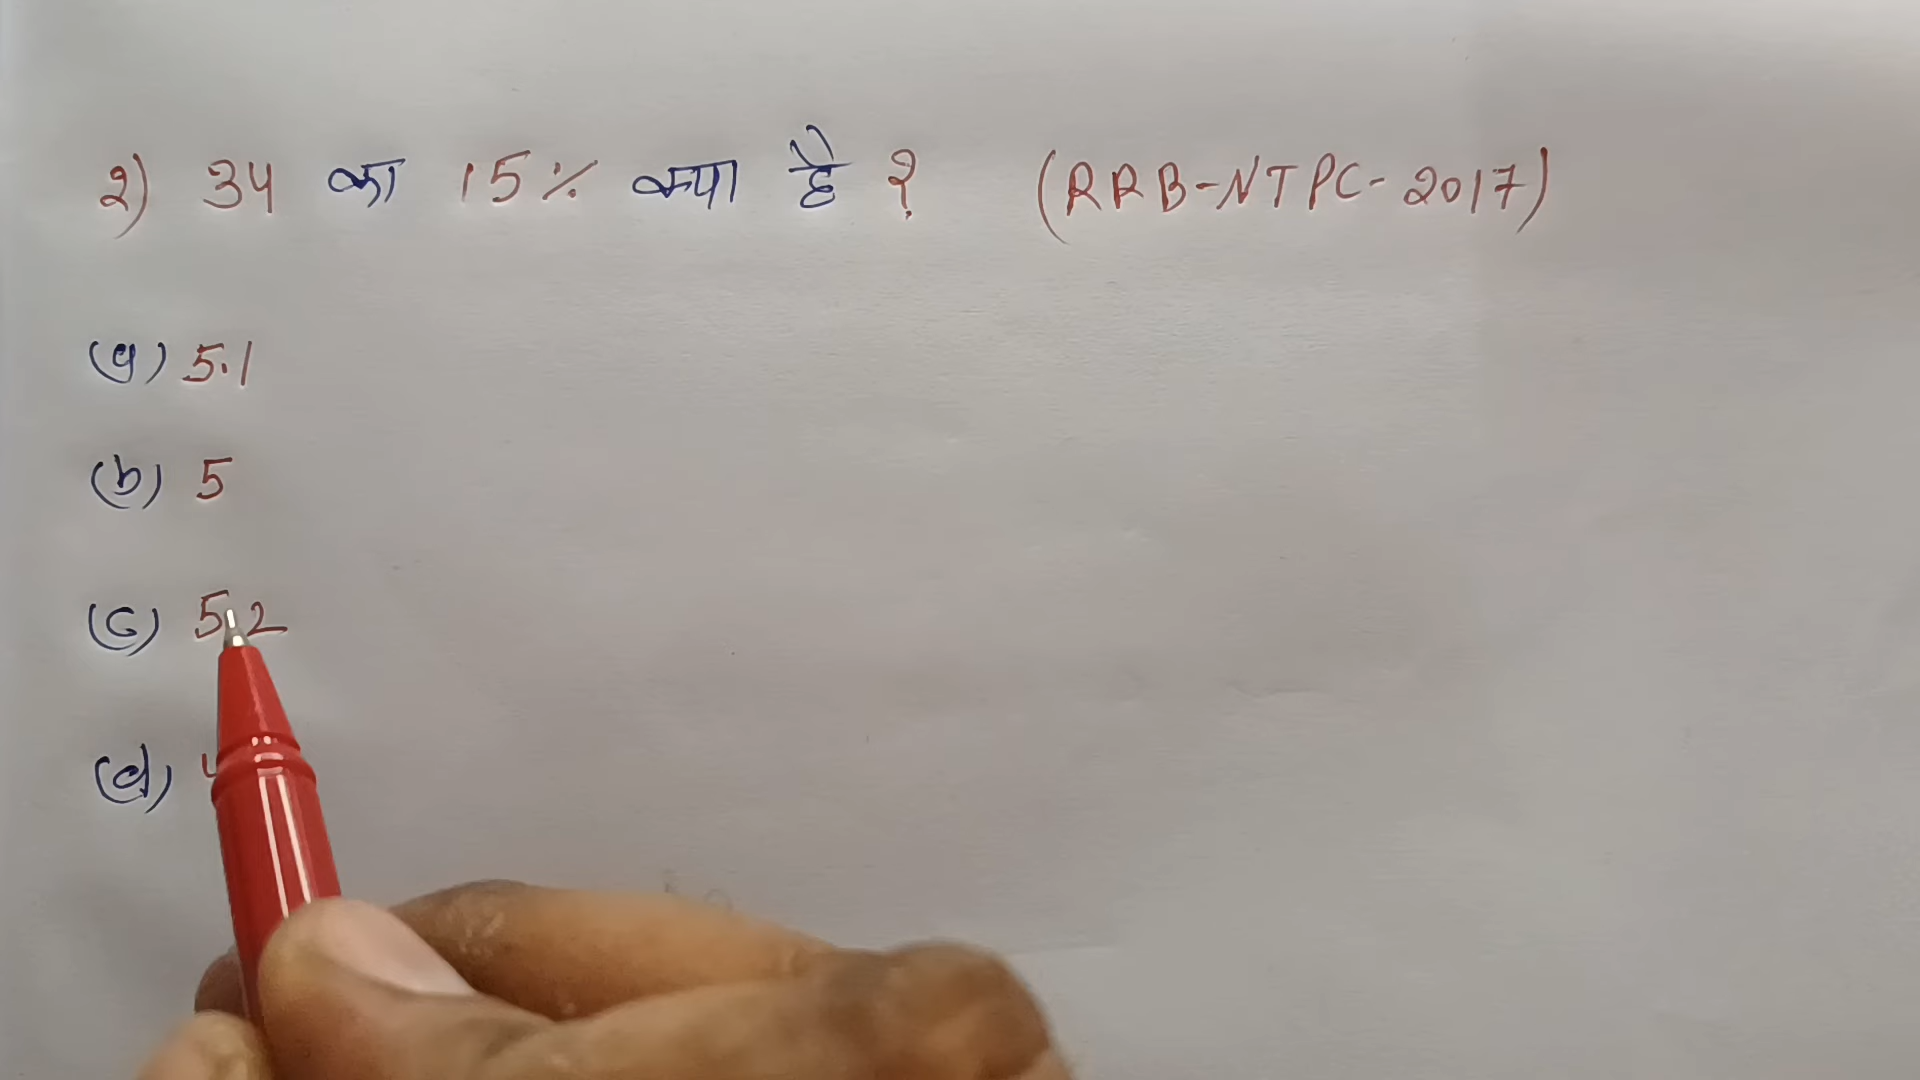 2) 34 का 15% क्या है ? (RRB-NTPC-2017)
(a) 5.1
(b) 5
(c) 5.2
(d)